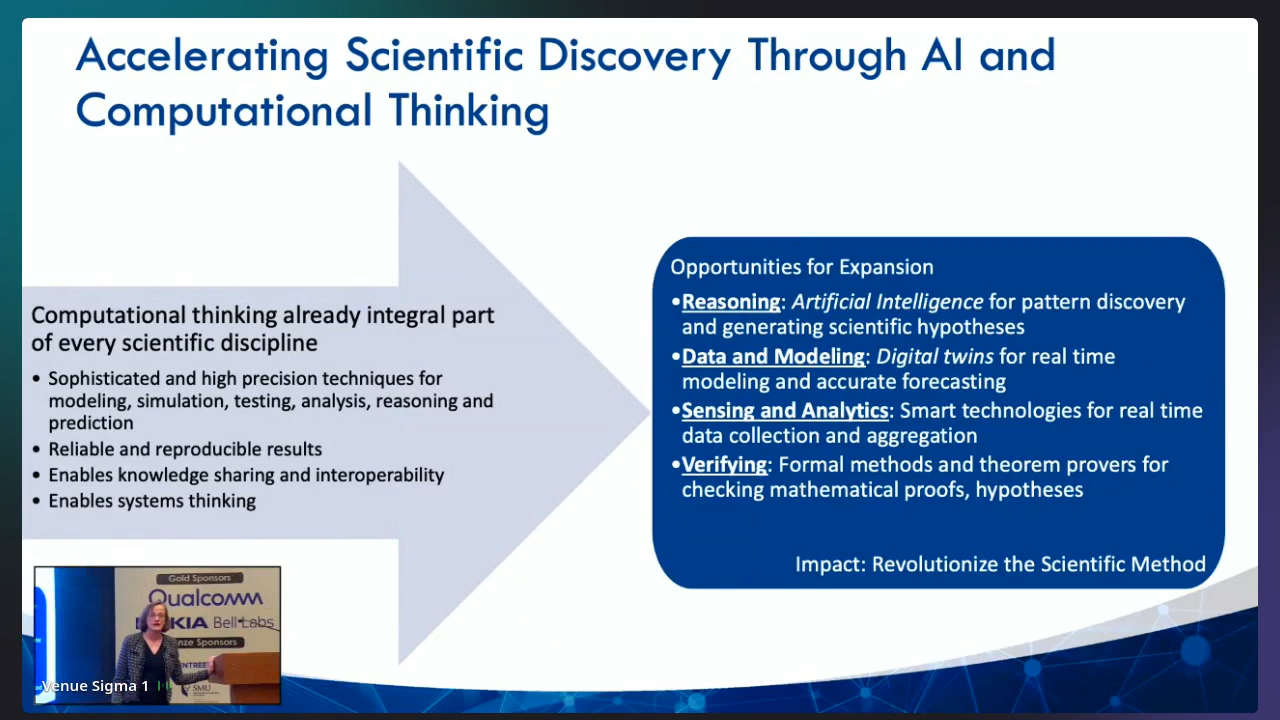 Accelerating Scientific Discovery Through AI and
Computational Thinking
Computational thinking already integral part
of every scientific discipline
• Sophisticated and high precision techniques for
modeling, simulation, testing, analysis, reasoning and
prediction
• Reliable and reproducible results
• Enables knowledge sharing and interoperability
• Enables systems thinking
Opportunities for Expansion
•Reasoning: Artificial Intelligence for pattern discovery
and generating scientific hypotheses
•Data and Modeling: Digital twins for real time
modeling and accurate forecasting
•Sensing and Analytics: Smart technologies for real time
data collection and aggregation
•Verifying: Formal methods and theorem provers for
checking mathematical proofs, hypotheses
Impact: Revolutionize the Scientific Method
Gold Sponsors
Qualcomm
Bell Labs
Sponsors
SMU
Venue Sigma 1